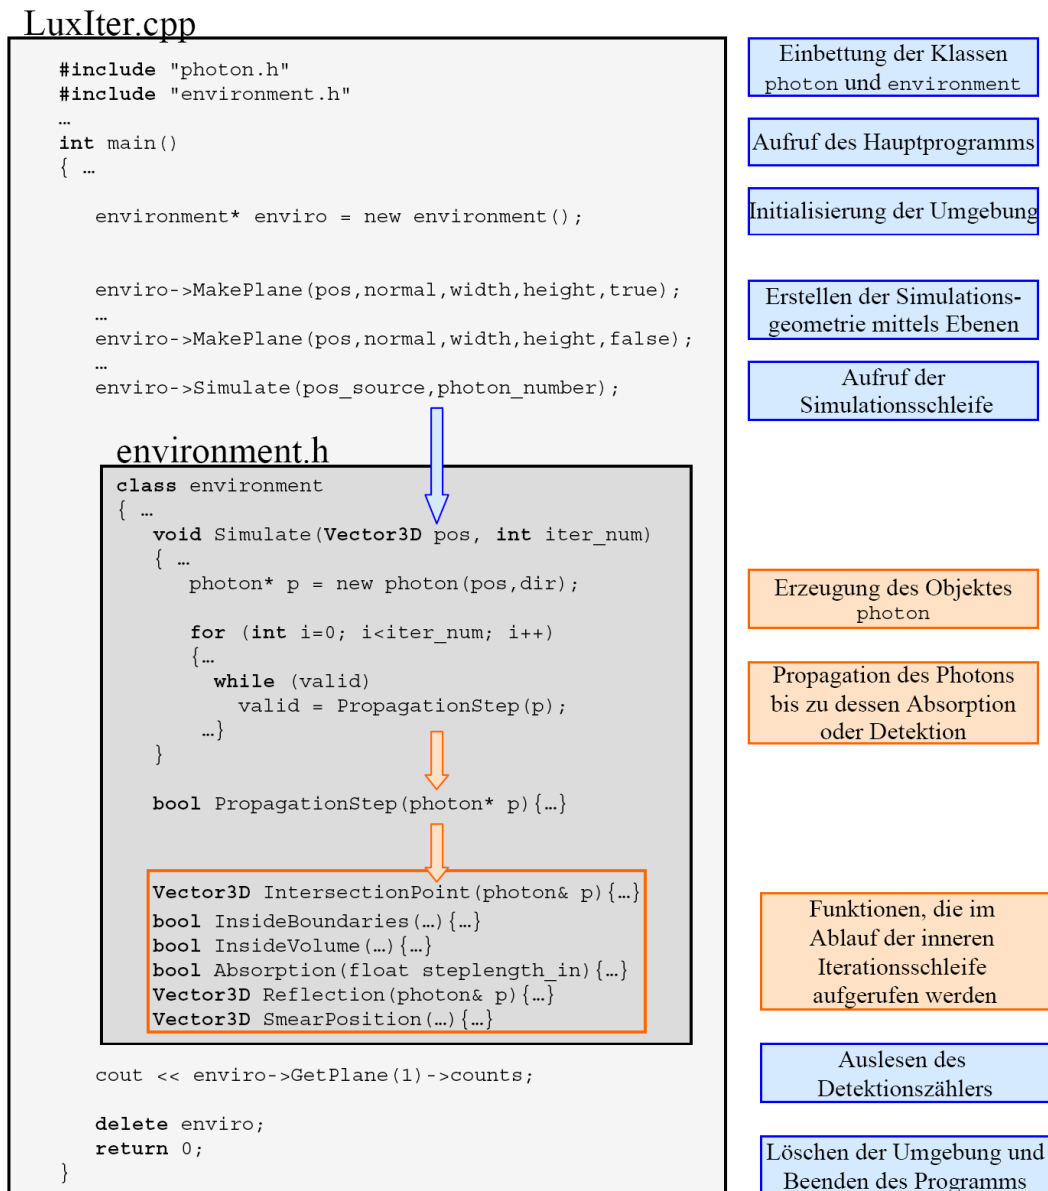 LuxIter.cpp
#include "photon.h"
#include "environment.h"
…
int main()
{ …
environment* enviro = new environment();
enviro->MakePlane(pos,normal,width,height,true);
…
enviro->MakePlane(pos,normal,width,height,false);
…
enviro->Simulate(pos_source,photon_number);
environment.h
class environment
{ …
void Simulate(Vector3D pos, int iter_num)
{ …
photon* p = new photon(pos,dir);
for (int i=0; i<iter_num; i++)
{…
while (valid)
valid = PropagationStep(p);
…}
}
bool PropagationStep(photon* p){…}
Vector3D IntersectionPoint(photon& p){…}
bool InsideBoundaries(…){…}
bool InsideVolume(…){…}
bool Absorption(float steplength_in){…}
Vector3D Reflection(photon& p){…}
Vector3D SmearPosition(…){…}
cout << enviro->GetPlane(1)->counts;
delete enviro;
return 0;
}
Einbettung der Klassen
photon und environment
Aufruf des Hauptprogramms
Initialisierung der Umgebung
Erstellen der Simulations-
geometrie mittels Ebenen
Aufruf der
Simulationsschleife
Erzeugung des Objektes
photon
Propagation des Photons
bis zu dessen Absorption
oder Detektion
Funktionen, die im
Ablauf der inneren
Iterationsschleife
aufgerufen werden
Auslesen des
Detektionszählers
Löschen der Umgebung und
Beenden des Programms